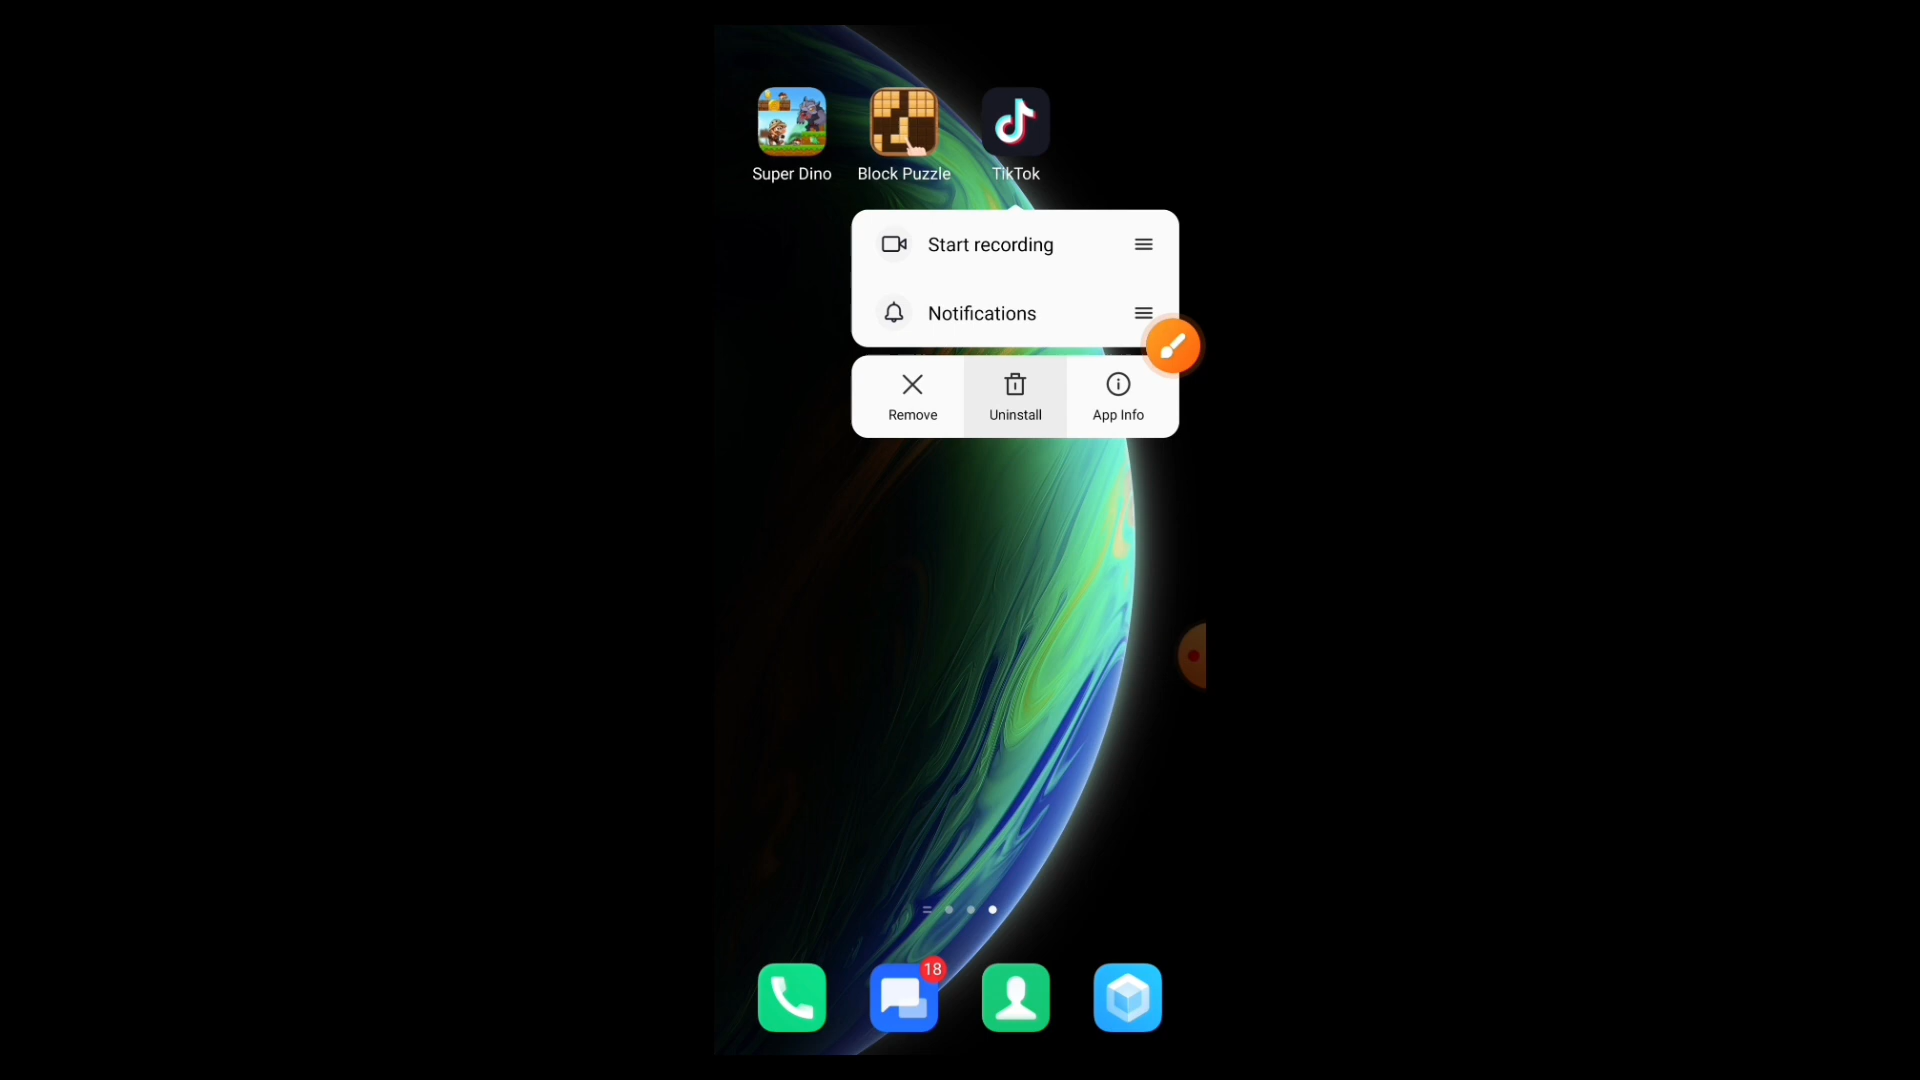 Super Dino
Block Puzzle
TikTok
Start recording
Notifications
Remove
Uninstall
App Info
18